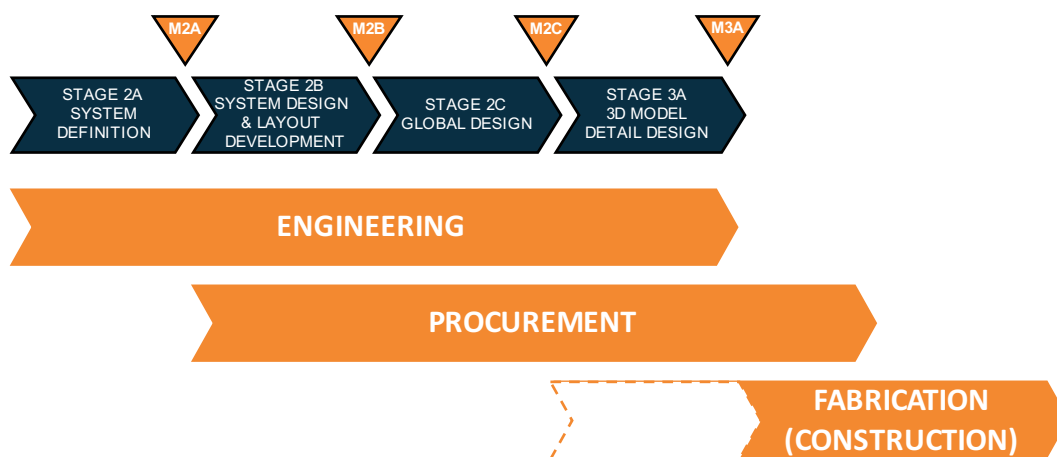 M2A
M2B
M2C
M3A
STAGE 2A
SYSTEM
DEFINITION
STAGE 2B
SYSTEM DESIGN
& LAYOUT
DEVELOPMENT
STAGE 2C
GLOBAL DESIGN
STAGE 3A
3D MODEL
DETAIL DESIGN
ENGINEERING
PROCUREMENT
FABRICATION
(CONSTRUCTION)